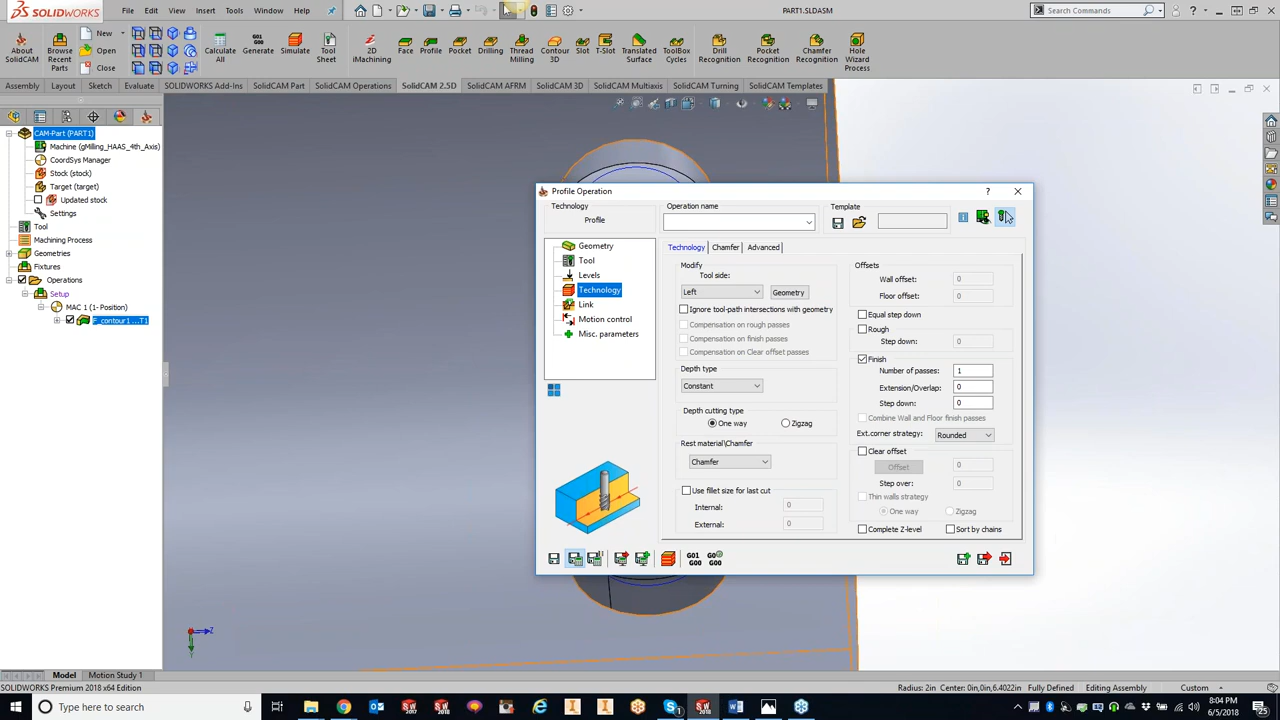 SOLIDWORKS File Edit View Insert Tools Window Help PART1.SLDASM Search Commands
About SolidCAM Browse Recent Parts New Open Close Calculate All Generate Simulate Tool Sheet 2D iMachining Face Profile Pocket Drilling Thread Milling Contour 3D Slot T-Slot Translated Surface ToolBox Cycles Drill Recognition Pocket Recognition Chamfer Recognition Hole Wizard Process
G01
G00
Assembly Layout Sketch Evaluate SOLIDWORKS Add-Ins SolidCAM Part SolidCAM Operations SolidCAM 2.5D SolidCAM AFRM SolidCAM 3D SolidCAM Multiaxis SolidCAM Turning SolidCAM Templates
CAM-Part (PART1)
Machine (gMilling_HAAS_4th_Axis)
CoordSys Manager
Stock (stock)
Target (target)
Updated stock
Settings
Tool
Machining Process
Geometries
Fixtures
Operations
Setup
MAC 1 (1- Position)
F_contour1 ...T1
Profile Operation
Technology
Profile
Operation name
Template
Geometry
Tool
Levels
Technology
Link
Motion control
Misc. parameters
Technology Chamfer Advanced
Modify
Tool side:
Left Geometry
Ignore tool-path intersections with geometry
Compensation on rough passes
Compensation on finish passes
Compensation on Clear offset passes
Depth type
Constant
Depth cutting type
One way Zigzag
Rest material\Chamfer
Chamfer
Use fillet size for last cut
Internal: 0
External: 0
Offsets
Wall offset: 0
Floor offset: 0
Equal step down
Rough
Step down: 0
Finish
Number of passes: 1
Extension/Overlap: 0
Step down: 0
Combine Wall and Floor finish passes
Ext.corner strategy: Rounded
Clear offset
Offset 0
Step over: 0
Thin walls strategy
One way Zigzag
Complete Z-level Sort by chains
G01 G0
G00 G00
Z
Model Motion Study 1
SOLIDWORKS Premium 2018 x64 Edition Radius: 2in Center: 0in,0in,6.4022in Fully Defined Editing Assembly Custom
Type here to search
8:04 PM
6/5/2018